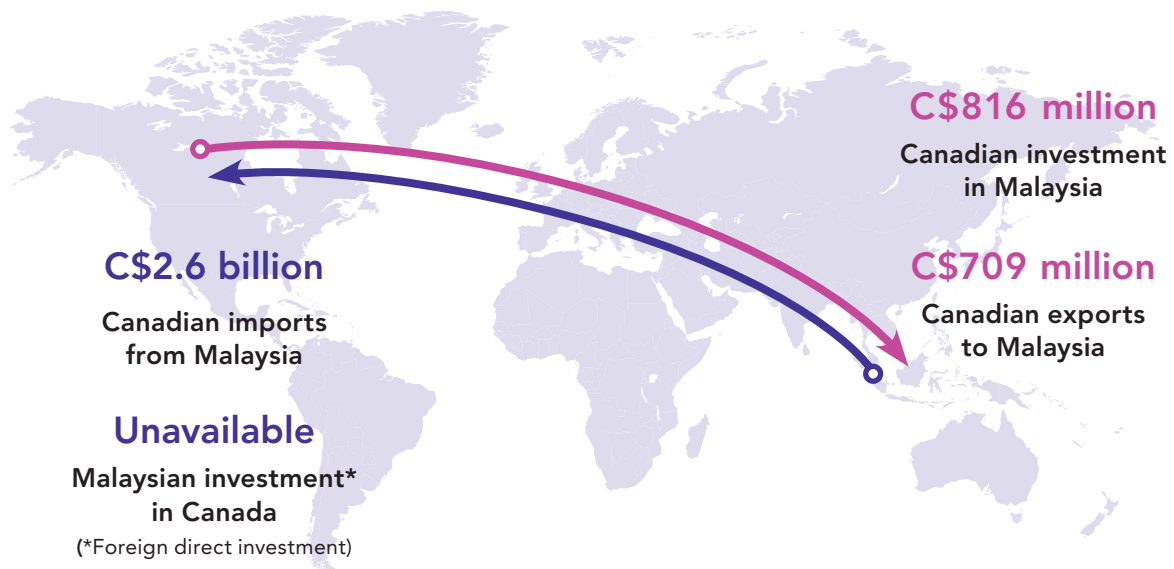 C$816 million
Canadian investment
in Malaysia
C$2.6 billion
Canadian imports
from Malaysia
C$709 million
Canadian exports
to Malaysia
Unavailable
Malaysian investment*
in Canada
(*Foreign direct investment)